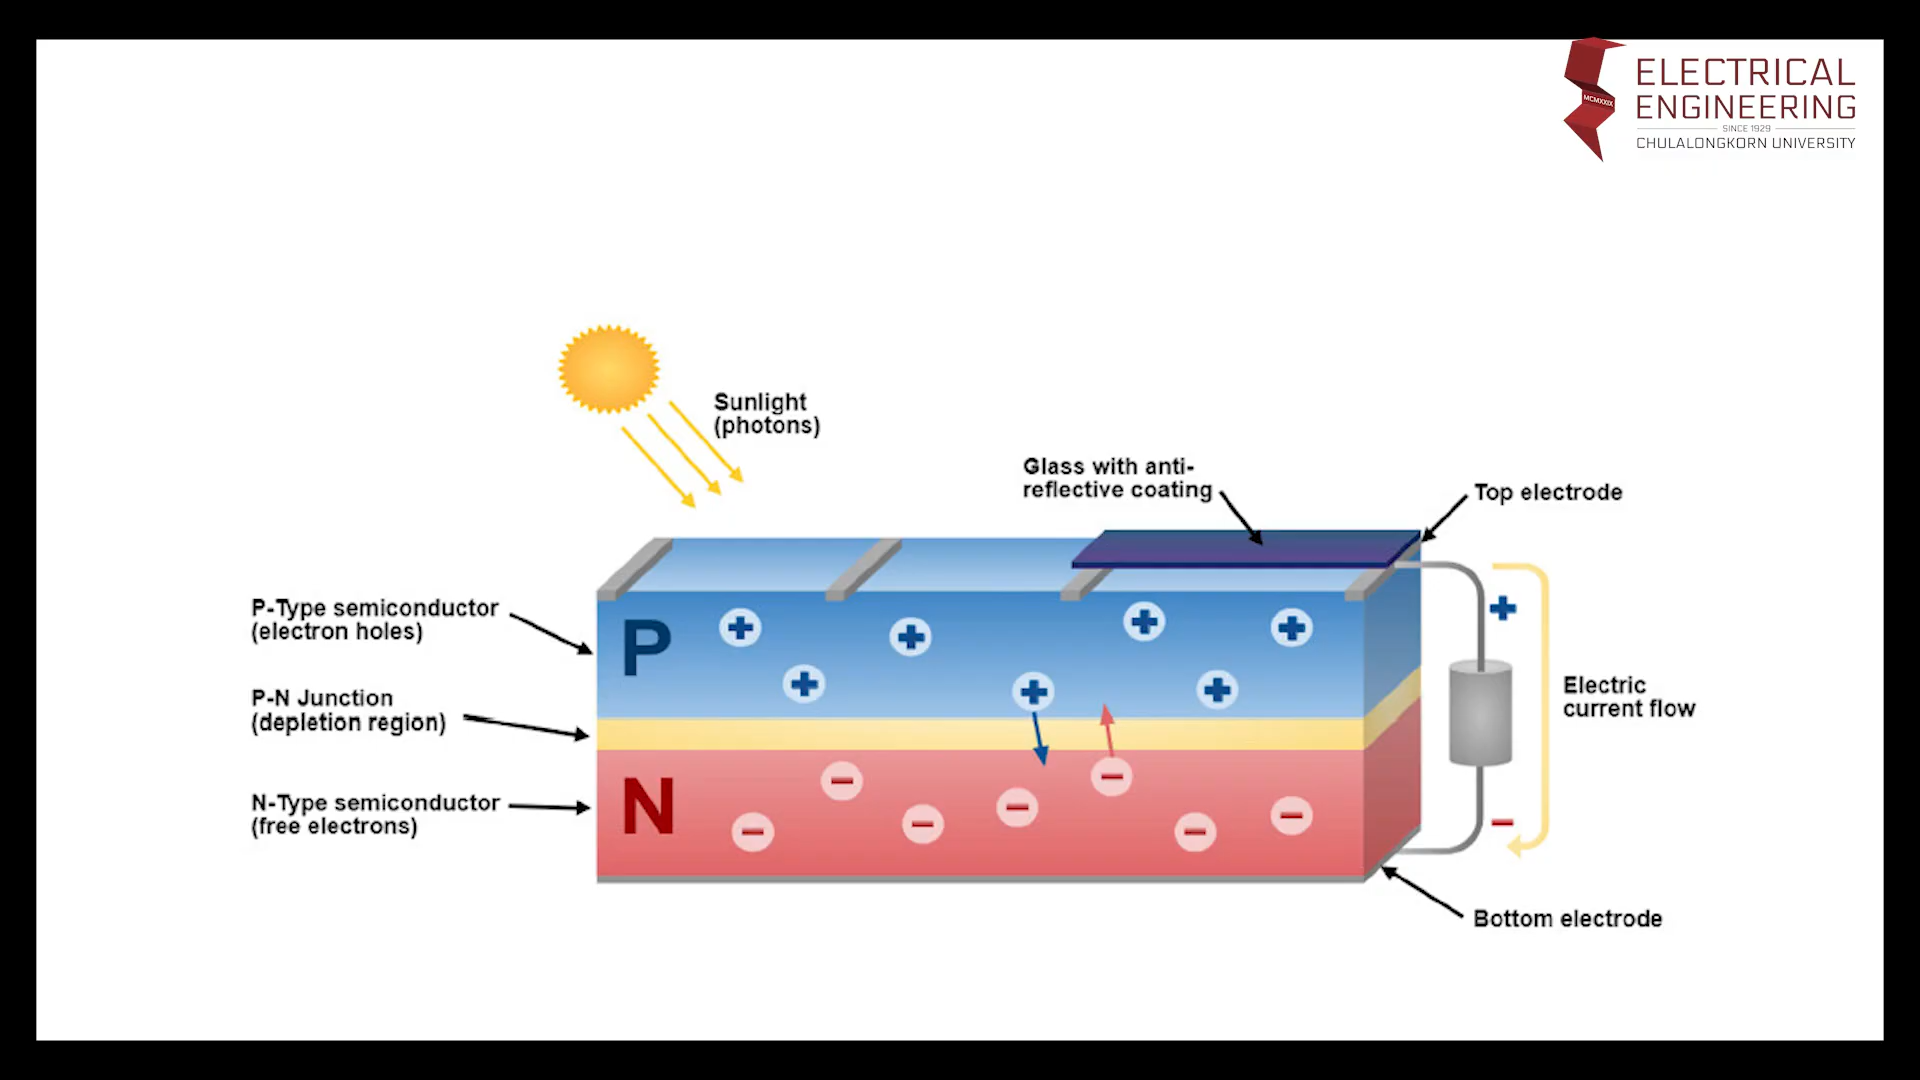 ELECTRICAL
ENGINEERING
MCMXXIX
SINCE 1929
CHULALONGKORN UNIVERSITY
Sunlight
(photons)
Glass with anti-
reflective coating
Top electrode
P-Type semiconductor
(electron holes)
P
P-N Junction
(depletion region)
Electric
current flow
N-Type semiconductor
(free electrons)
N
Bottom electrode